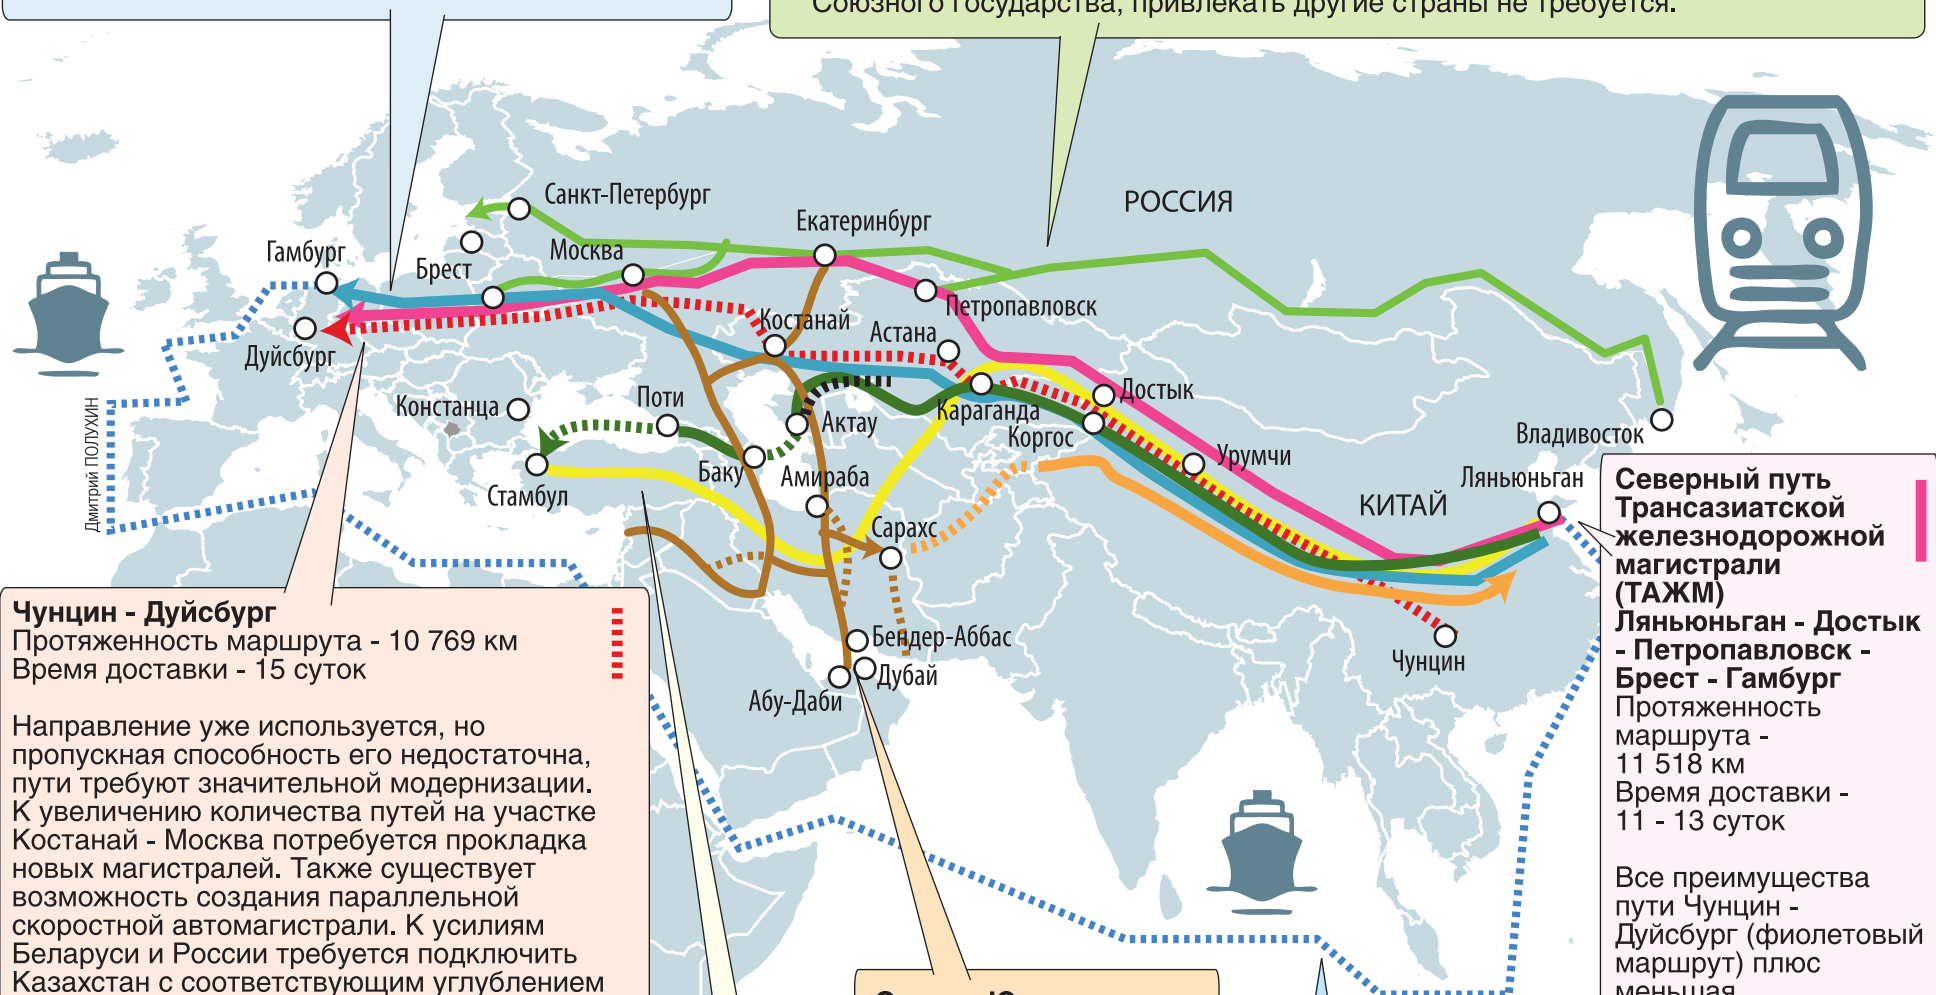 Союзного государства, привлекать другие страны не требуется.
РОССИЯ
Санкт-Петербург
Екатеринбург
Москва
Гамбург
Брест
Петропавловск
Костанай
Астана
Дуйсбург
Достык
Поти
Констанца
Караганда
Актау
Коргос
Владивосток
Урумчи
Баку
Амираба
Ляньюньган
Стамбул
КИТАЙ
Сарахс
Дмитрий ПОЛУХИН
Бендер-Аббас
Чунцин
Дубай
Абу-Даби
Чунцин - Дуйсбург
Протяженность маршрута - 10 769 км
Время доставки - 15 суток
Направление уже используется, но
пропускная способность его недостаточна,
пути требуют значительной модернизации.
К увеличению количества путей на участке
Костанай - Москва потребуется прокладка
новых магистралей. Также существует
возможность создания параллельной
скоростной автомагистрали. К усилиям
Беларуси и России требуется подключить
Казахстан с соответствующим углублением
Северный путь
Трансазиатской
железнодорожной
магистрали
(ТАЖМ)
Ляньюньган - Достык
- Петропавловск -
Брест - Гамбург
Протяженность
маршрута -
11 518 км
Время доставки -
11 - 13 суток
Все преимущества
пути Чунцин -
Дуйсбург (фиолетовый
маршрут) плюс
меньшая